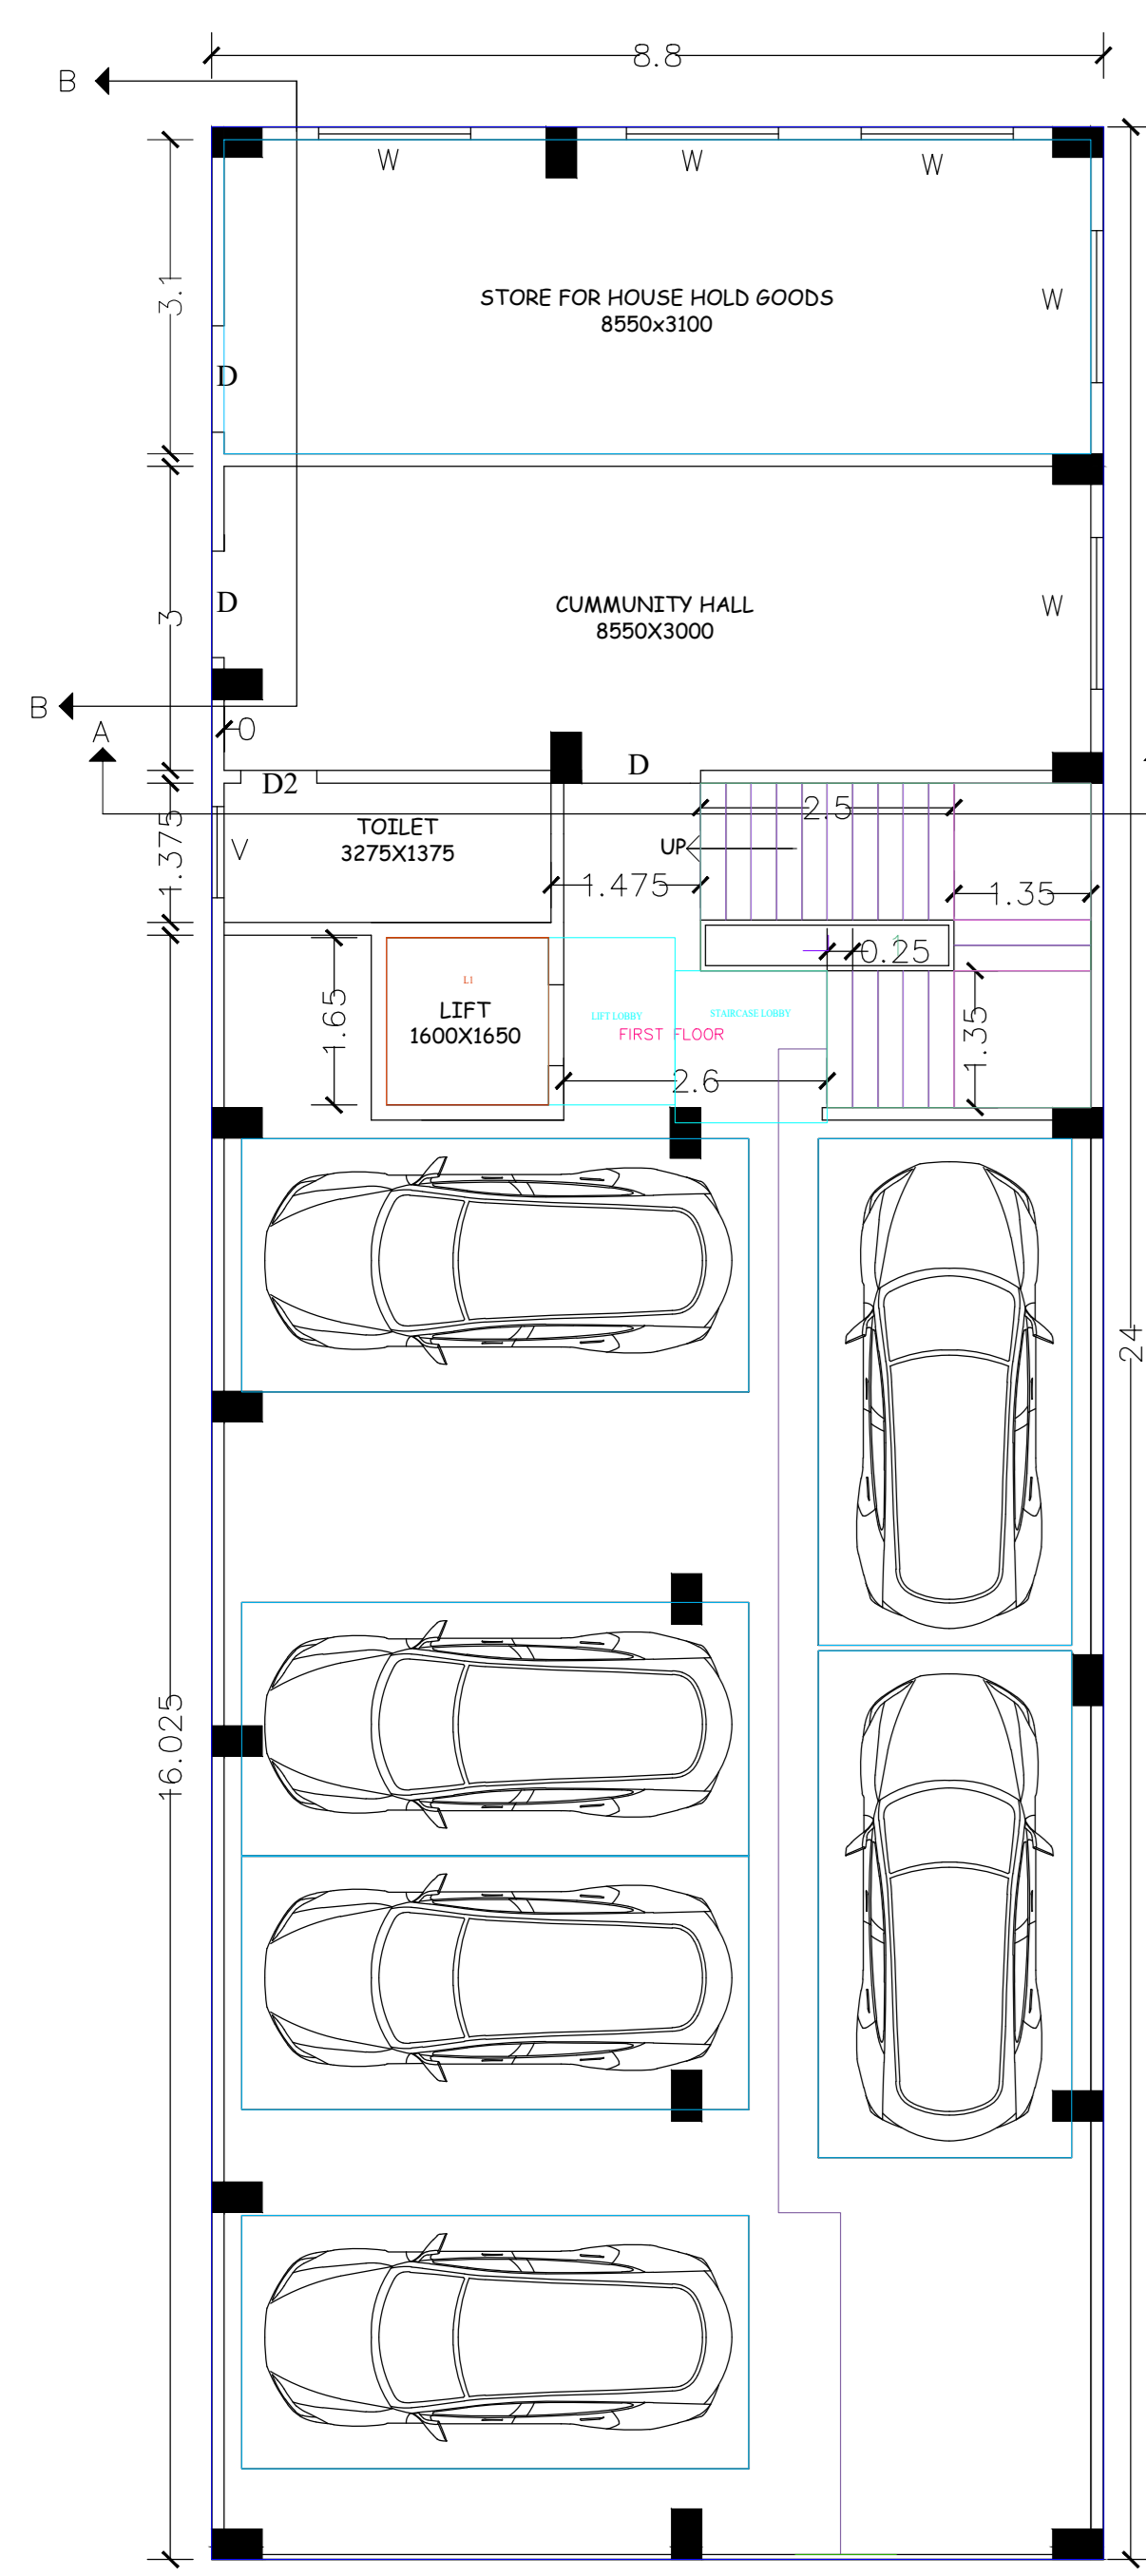 8.8
B
W
W
W
3.1
STORE FOR HOUSE HOLD GOODS
8550x3100
W
D
3
D
CUMMUNITY HALL
8550X3000
W
B
A
0
D2
D
1.375
V
TOILET
3275X1375
UP
2.5
1.475
1.35
1
0.25
L1
LIFT
1600X1650
1.65
LIFT LOBBY
STAIRCASE LOBBY
FIRST FLOOR
1.35
2.6
24
16.025